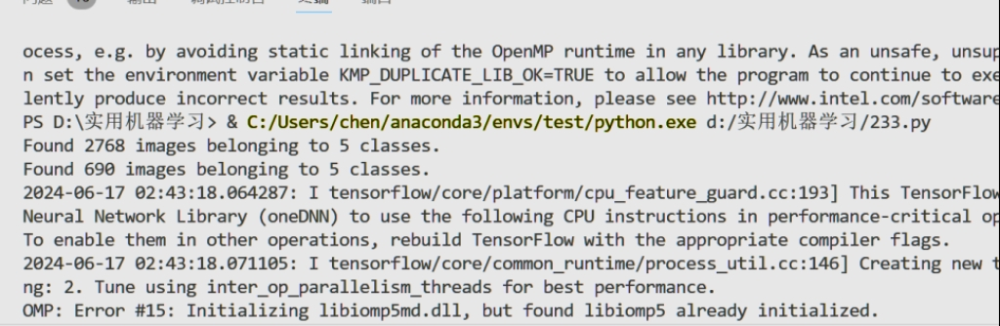 ocess, e.g. by avoiding static linking of the OpenMP runtime in any library. As an unsafe,
n set the environment variable KMP_DUPLICATE_LIB_OK=TRUE to allow the program to continue to
lently produce incorrect results. For more information, please see http://www.intel.com/software
PS D:\实用机器学习> & C:/Users/chen/anaconda3/envs/test/python.exe d:/实用机器学习/233.py
Found 2768 images belonging to 5 classes.
Found 690 images belonging to 5 classes.
2024-06-17 02:43:18.064287: I tensorflow/core/platform/cpu_feature_guard.cc:193] This TensorFlow
Neural Network Library (oneDNN) to use the following CPU instructions in performance-critical
To enable them in other operations, rebuild TensorFlow with the appropriate compiler flags.
2024-06-17 02:43:18.071105: I tensorflow/core/common_runtime/process_util.cc:146] Creating new
ng: 2. Tune using inter_op_parallelism_threads for best performance.
OMP: Error #15: Initializing libiomp5md.dll, but found libiomp5 already initialized.